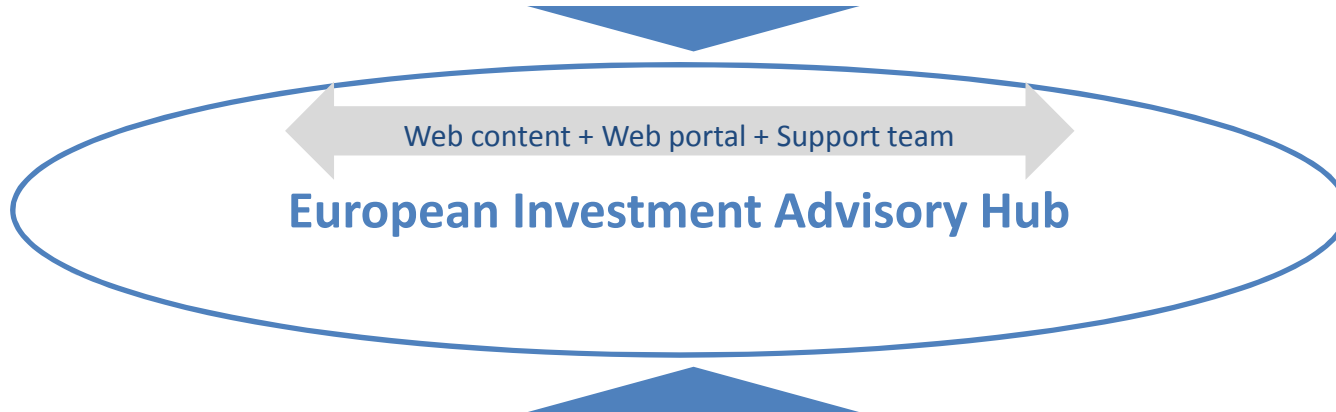 Web content + Web portal + Support team
European Investment Advisory Hub